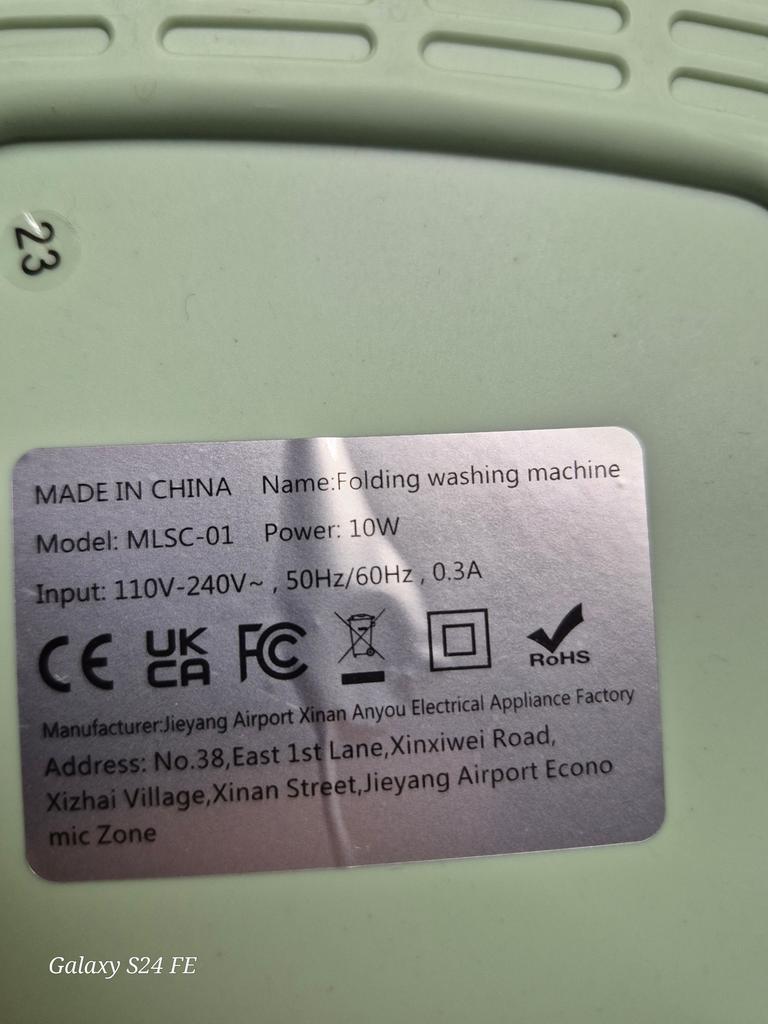 23
MADE IN CHINA Name:Folding washing machine
Model: MLSC-01 Power: 10W
Input: 110V-240V~ , 50Hz/60Hz , 0.3A
CE UK CA FC RoHS
Manufacturer:Jieyang Airport Xinan Anyou Electrical Appliance Factory
Address: No.38,East 1st Lane,Xinxiwei Road,
Xizhai Village,Xinan Street,Jieyang Airport Econo
mic Zone
Galaxy S24 FE